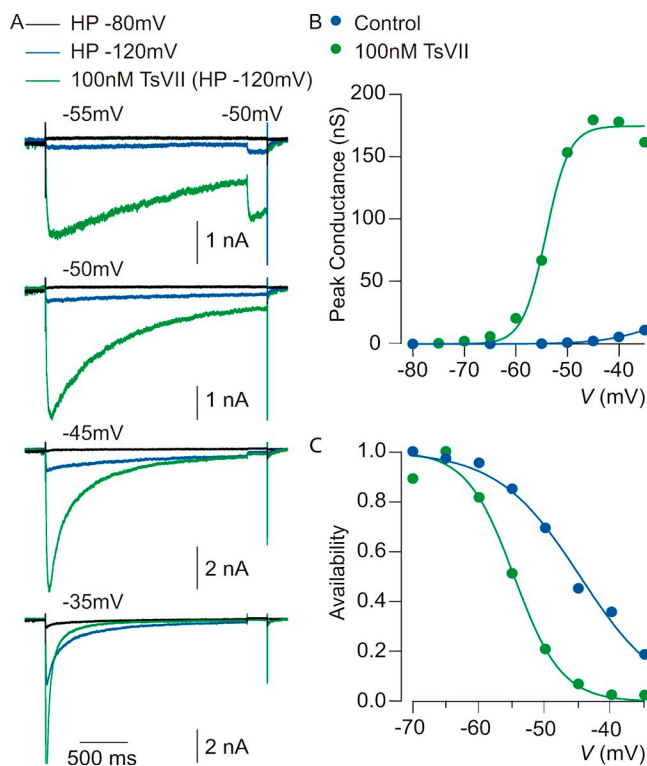 A
HP -80mV
HP -120mV
100nM TsVII (HP -120mV)
-55mV -50mV
1 nA
-50mV
1 nA
-45mV
2 nA
-35mV
500 ms
2 nA
B
Control
100nM TsVII
Peak Conductance (nS)
200
150
100
50
0
-80 -70 -60 -50 -40
V (mV)
C
Availability
1.0
0.8
0.6
0.4
0.2
0.0
-70 -60 -50 -40
V (mV)